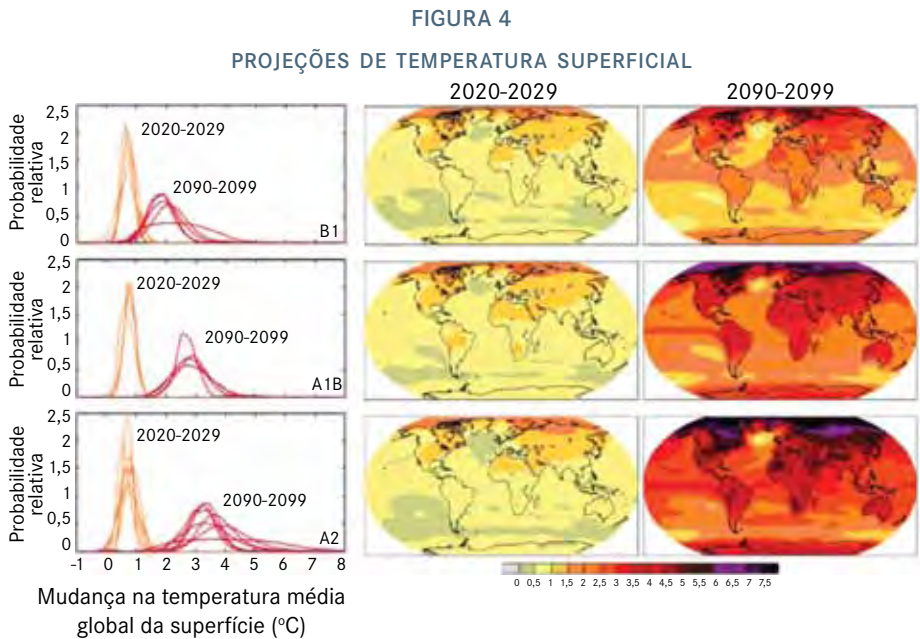 FIGURA 4
PROJEÇÕES DE TEMPERATURA SUPERFICIAL
2020-2029 2090-2099
Probabilidade
relativa
2,5
2
1,5
1
0,5
0
2020-2029
2090-2099
B1
Probabilidade
relativa
2,5
2
1,5
1
0,5
0
2020-2029
2090-2099
A1B
Probabilidade
relativa
2,5
2
1,5
1
0,5
0
2020-2029
2090-2099
A2
-1 0 1 2 3 4 5 6 7 8
Mudança na temperatura média
global da superfície (ºC)
0 0,5 1 1,5 2 2,5 3 3,5 4 4,5 5 5,5 6 6,5 7 7,5